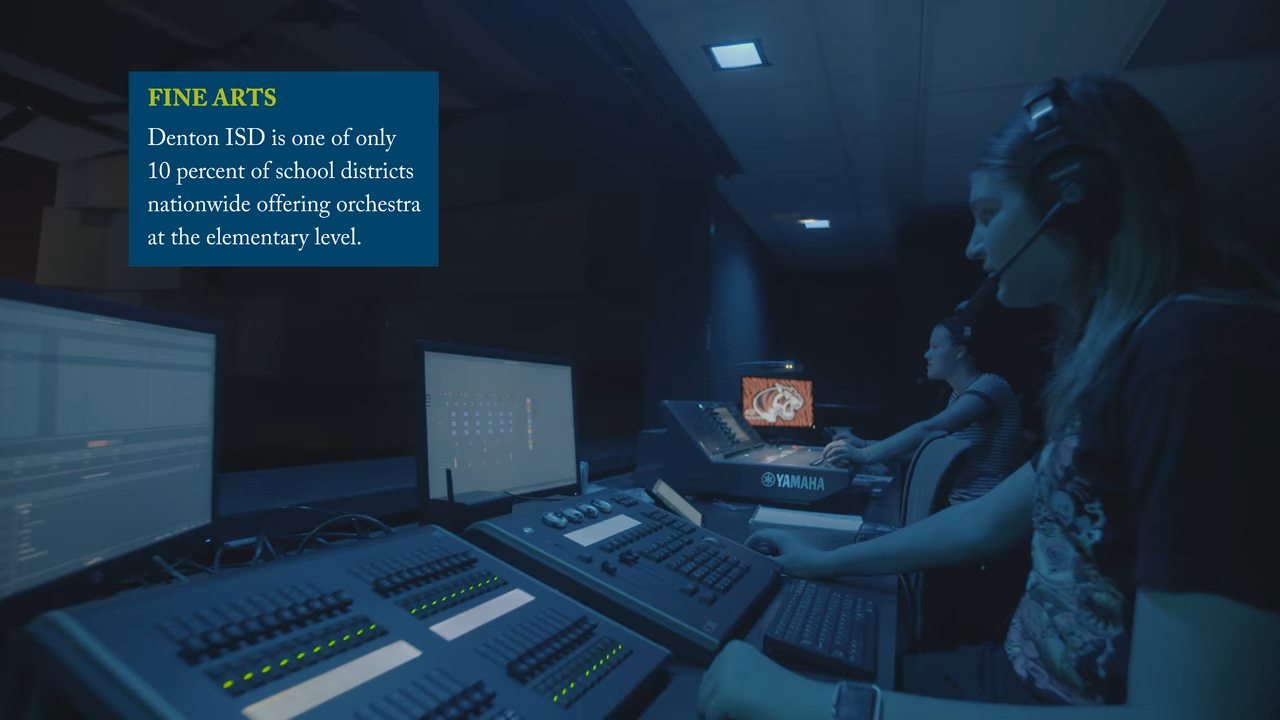 FINE ARTS
Denton ISD is one of only
10 percent of school districts
nationwide offering orchestra
at the elementary level.
YAMAHA